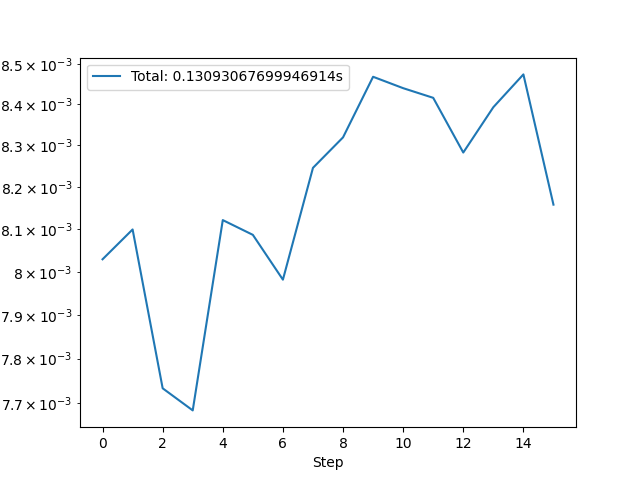 Total: 0.13093067699946914s
8.5 × 10⁻³
8.4 × 10⁻³
8.3 × 10⁻³
8.2 × 10⁻³
8.1 × 10⁻³
8 × 10⁻³
7.9 × 10⁻³
7.8 × 10⁻³
7.7 × 10⁻³
0 2 4 6 8 10 12 14
Step